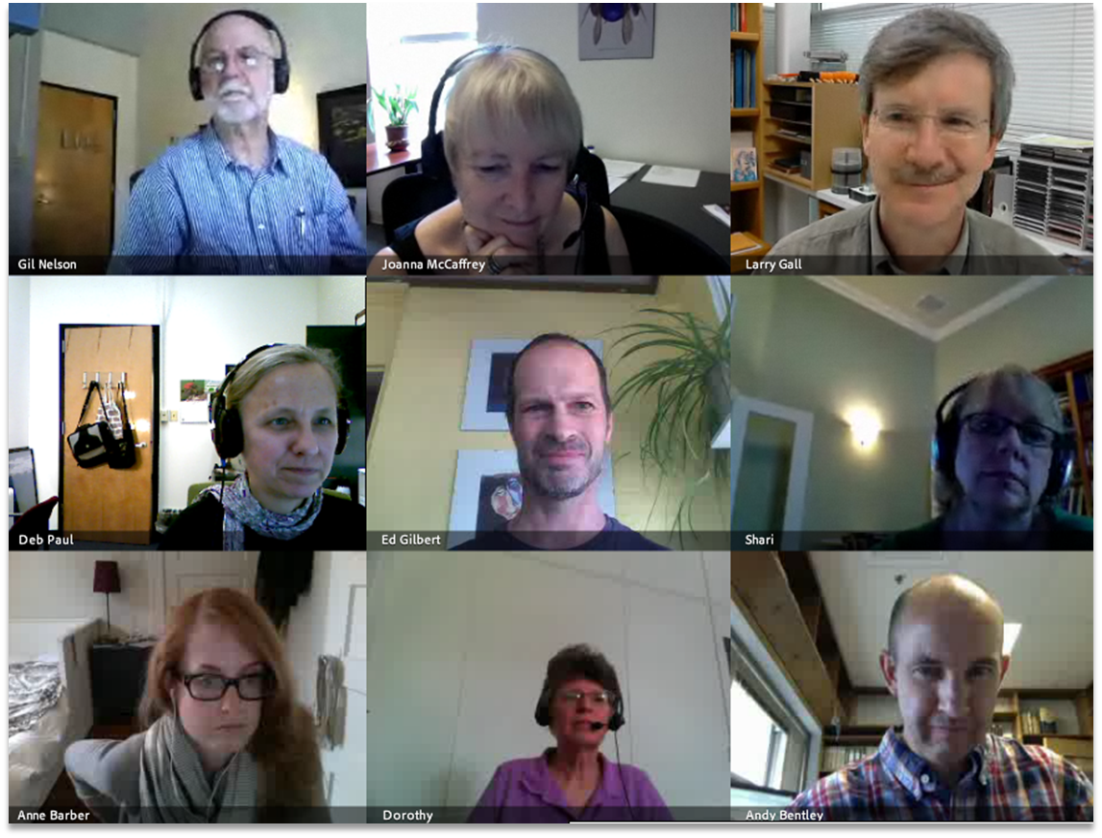 Gil Nelson
Joanna McCaffrey
Larry Gall
Deb Paul
Ed Gilbert
Shari
Anne Barber
Dorothy
Andy Bentley